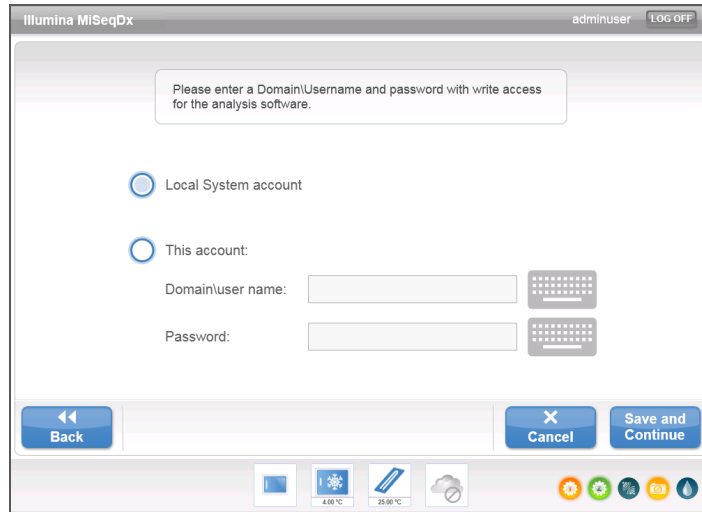 Illumina MiSeqDx
adminuser
LOG OFF
Please enter a Domain\Username and password with write access
for the analysis software.
Local System account
This account:
Domain\user name:
Password:
Back
Cancel
Save and
Continue
4.00 °C
25.00 °C